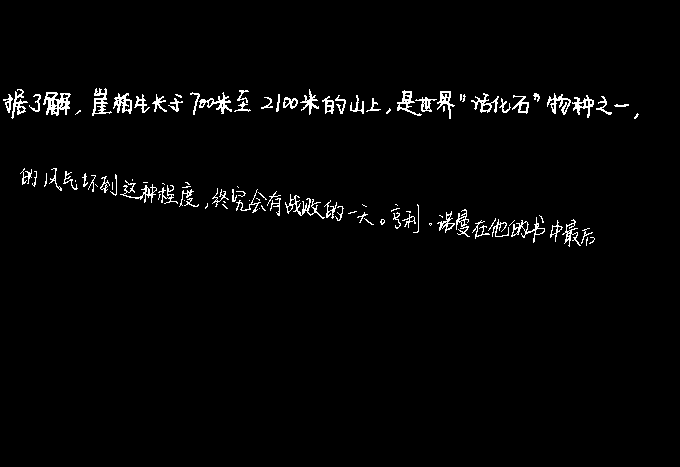 据了解，崖柏生长于700米至2100米的山上，是世界“活化石”物种之一，
的风气坏到这种程度，终究会有战败的一天。亨利·诺曼在他的书中最后